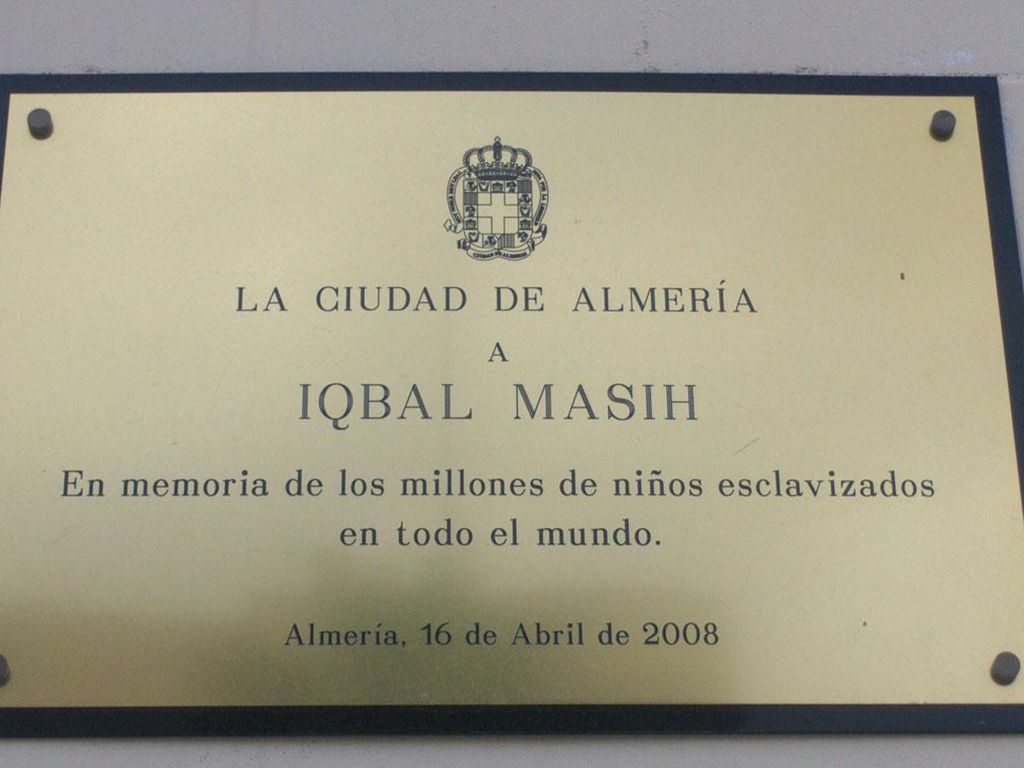 LA CIUDAD DE ALMERÍA
A
IQBAL MASIH
En memoria de los millones de niños esclavizados
en todo el mundo.
Almería, 16 de Abril de 2008